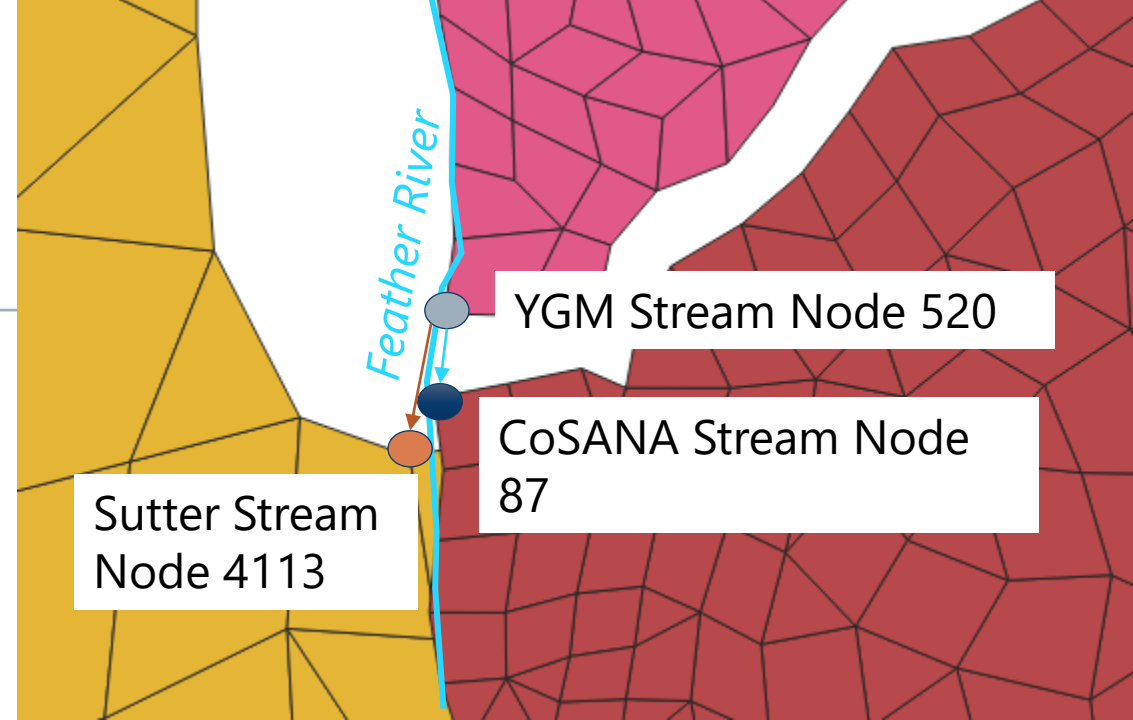 Feather River
YGM Stream Node 520
CoSANA Stream Node
87
Sutter Stream
Node 4113